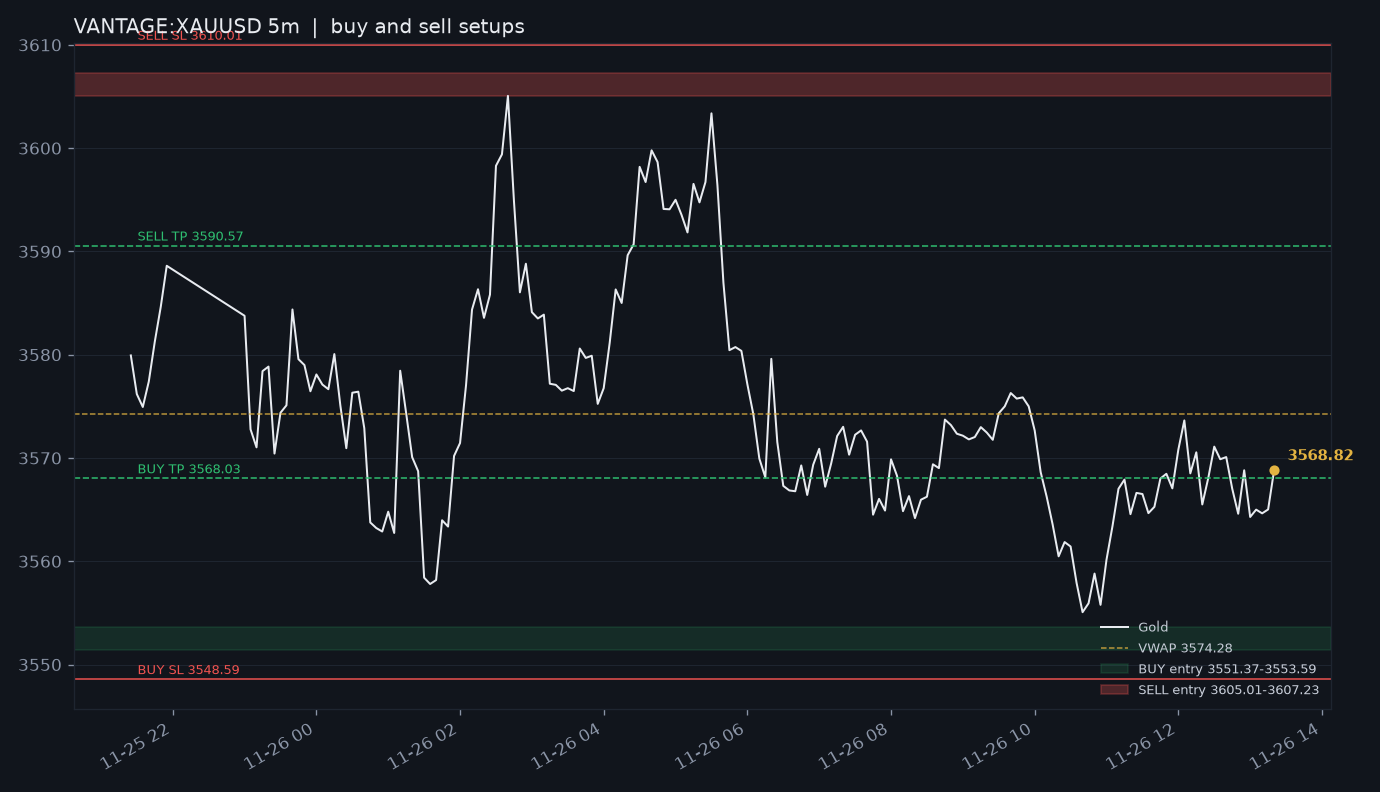 VANTAGE:XAUUSD 5m | buy and sell setups
SELL SL 3610.01
3610
3600
SELL TP 3590.57
3590
3580
3570
BUY TP 3568.03
3568.82
3560
3550
BUY SL 3548.59
Gold
VWAP 3574.28
BUY entry 3551.37-3553.59
SELL entry 3605.01-3607.23
11-25 22
11-26 00
11-26 02
11-26 04
11-26 06
11-26 08
11-26 10
11-26 12
11-26 14